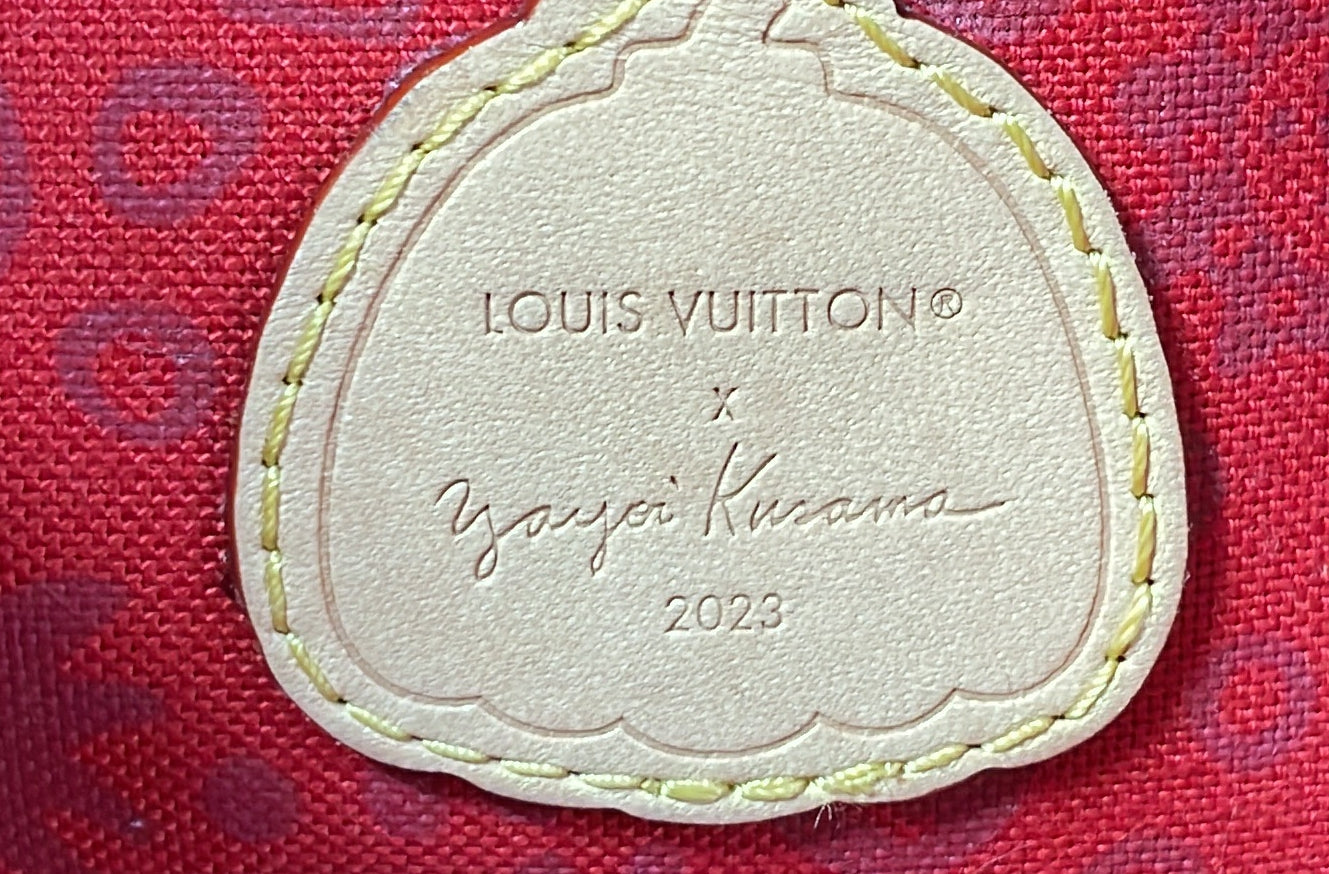 LOUIS VUITTON®
X
Yayoi Kusama
2023